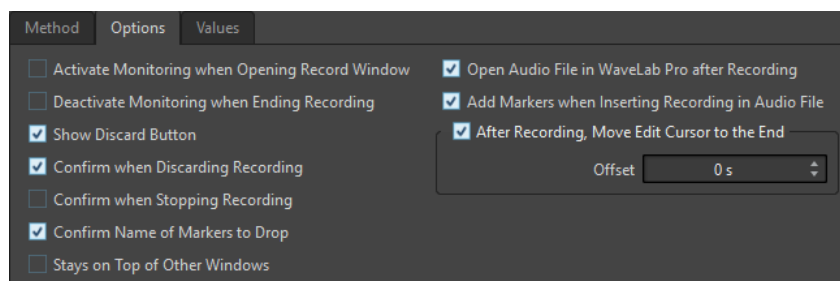 Method Options Values
Activate Monitoring when Opening Record Window
Deactivate Monitoring when Ending Recording
Show Discard Button
Confirm when Discarding Recording
Confirm when Stopping Recording
Confirm Name of Markers to Drop
Stays on Top of Other Windows
Open Audio File in WaveLab Pro after Recording
Add Markers when Inserting Recording in Audio File
After Recording, Move Edit Cursor to the End
Offset 0 s